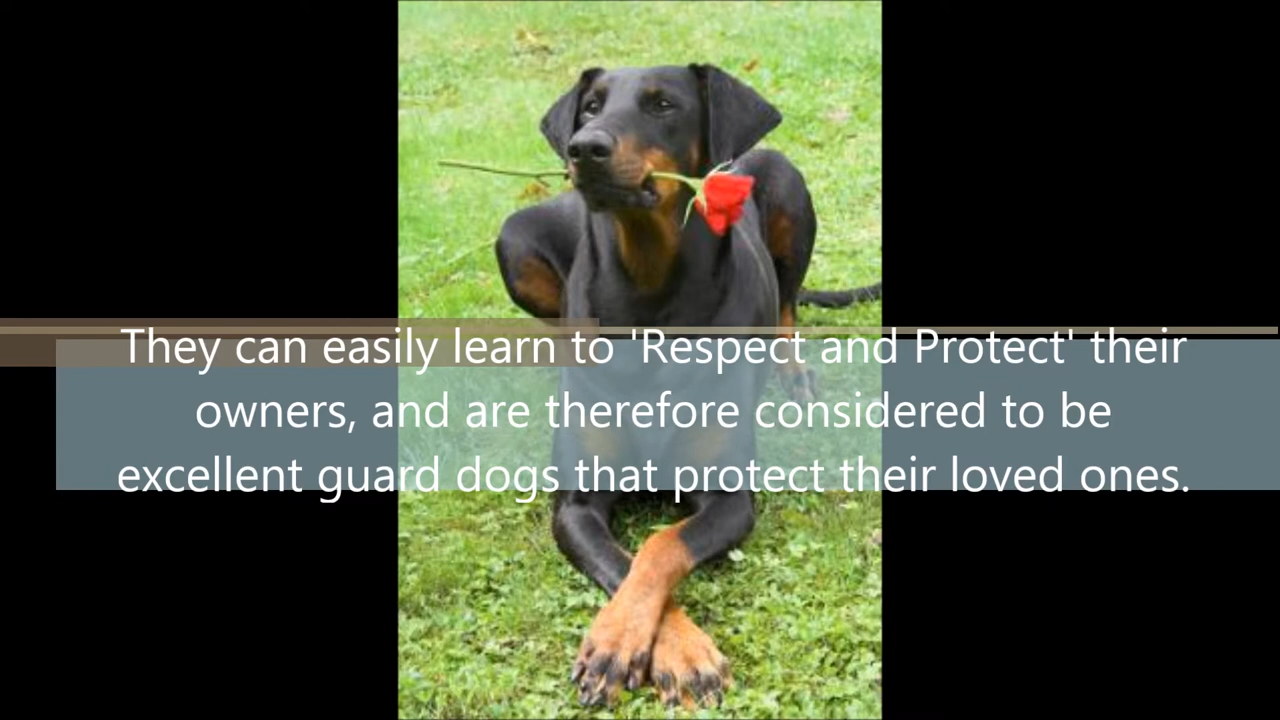 They can easily learn to 'Respect and Protect' their
owners, and are therefore considered to be
excellent guard dogs that protect their loved ones.